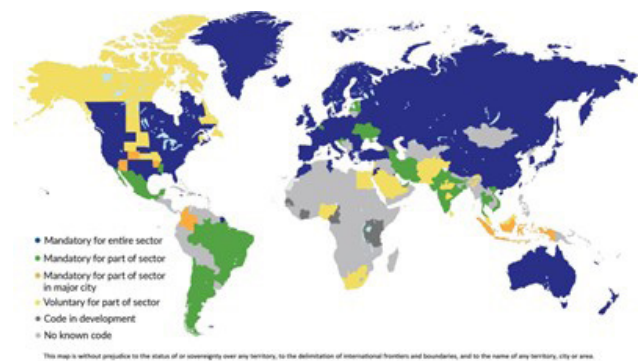 Mandatory for entire sector
Mandatory for part of sector
Mandatory for part of sector
in major city
Voluntary for part of sector
Code in development
No known code
This map is without prejudice to the status of or sovereignty over any territory, to the delimitation of international frontiers and boundaries, and to the name of any territory, city or area.